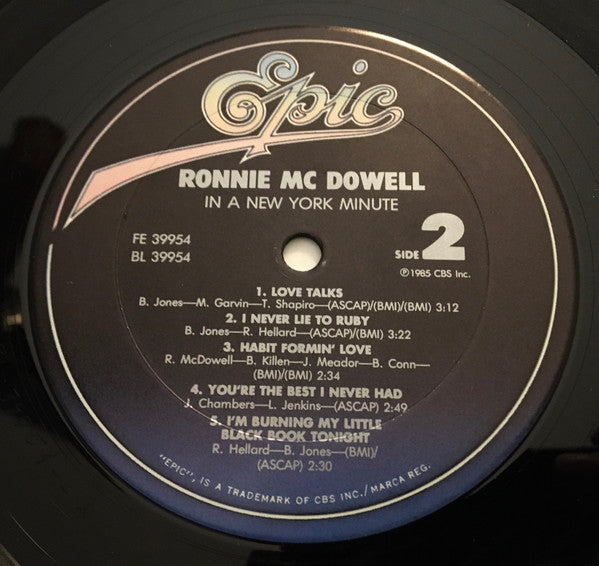 Epic
RONNIE MC DOWELL
IN A NEW YORK MINUTE
FE 39954
BL 39954
SIDE 2
℗1985 CBS Inc.
1. LOVE TALKS
B. Jones—M. Garvin—T. Shapiro—(ASCAP)/(BMI)/(BMI) 3:12
2. I NEVER LIE TO RUBY
B. Jones—R. Hellard—(ASCAP)/(BMI) 3:22
3. HABIT FORMIN' LOVE
R. McDowell—B. Killen—J. Meador—B. Conn—
(BMI)/(BMI) 2:34
4. YOU'RE THE BEST I NEVER HAD
J. Chambers—L. Jenkins—(ASCAP) 2:49
5. I'M BURNING MY LITTLE
BLACK BOOK TONIGHT
R. Hellard—B. Jones—(BMI)/
(ASCAP) 2:30
"EPIC", IS A TRADEMARK OF CBS INC./MARCA REG.